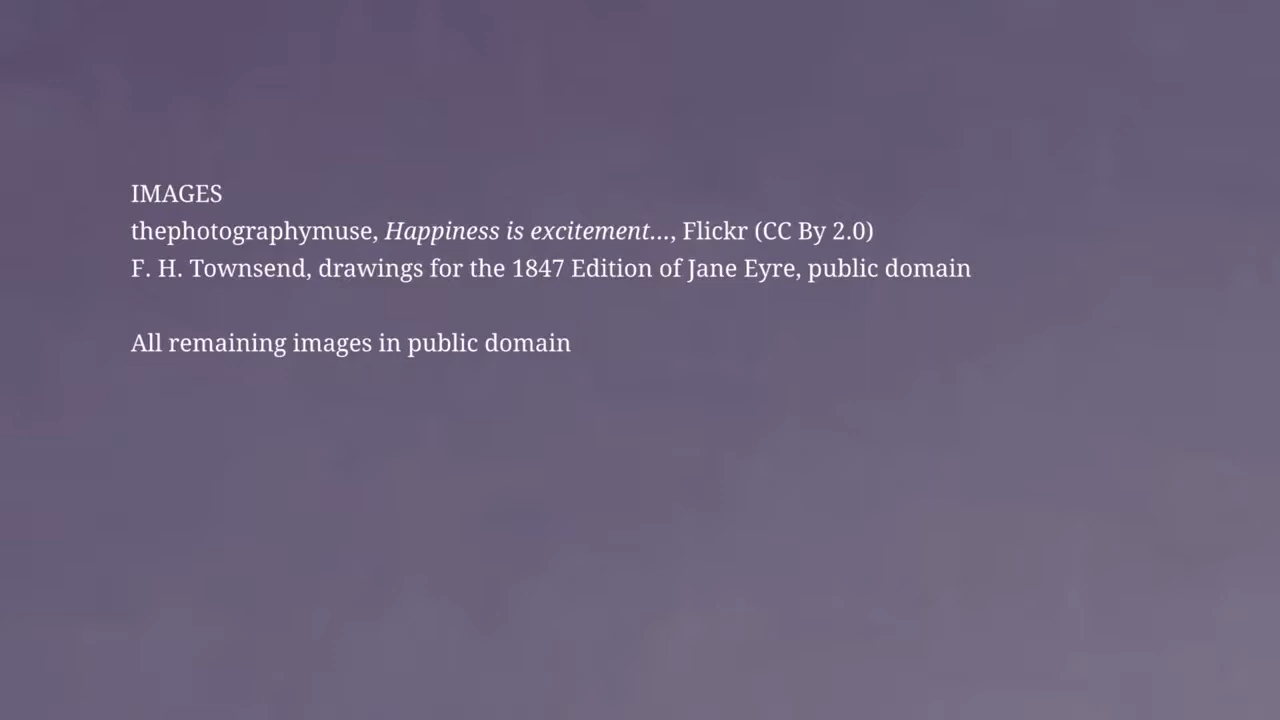 IMAGES
thephotographymuse, Happiness is excitement..., Flickr (CC By 2.0)
F. H. Townsend, drawings for the 1847 Edition of Jane Eyre, public domain
All remaining images in public domain